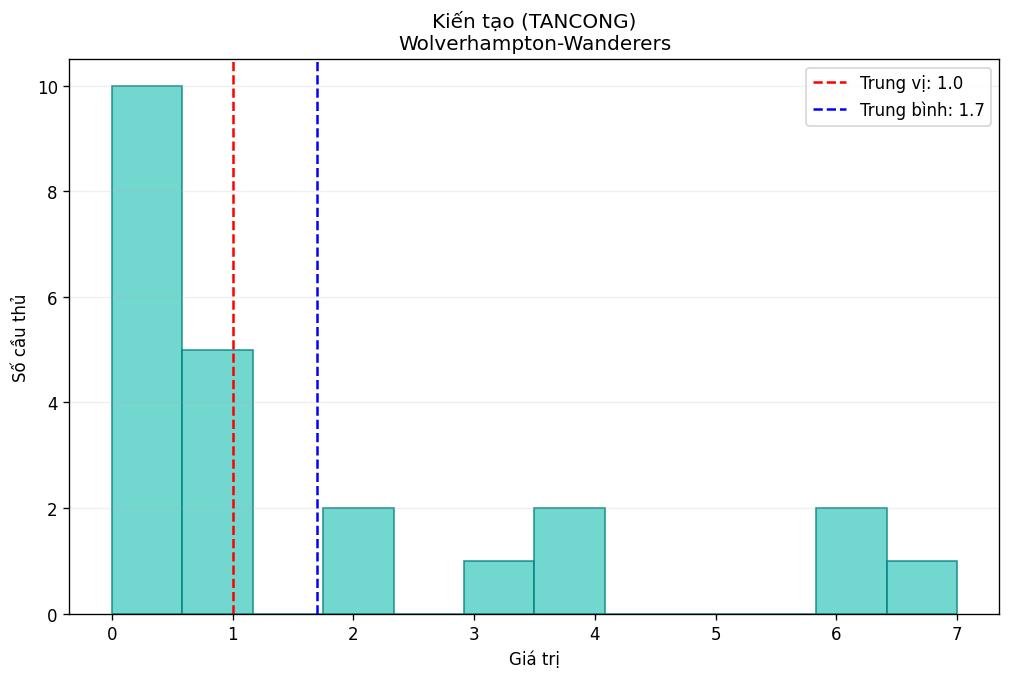 Kiến tạo (TANCONG)
Wolverhampton-Wanderers
Trung vị: 1.0
Trung bình: 1.7
10
8
6
4
2
0
Số cầu thủ
0 1 2 3 4 5 6 7
Giá trị